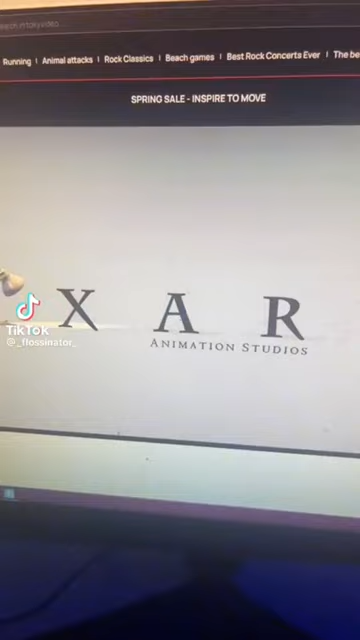 Running | Animal attacks | Rock Classics | Beach games | Best Rock Concerts Ever | The be
SPRING SALE - INSPIRE TO MOVE
X A R
ANIMATION STUDIOS
TikTok
@_flossinator_